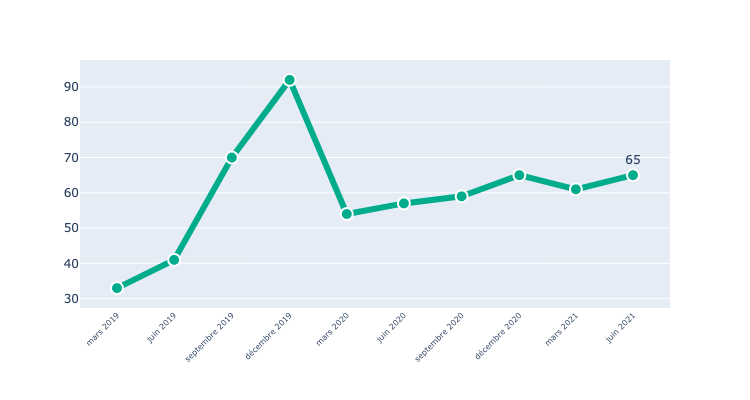 90
80
70
60
50
40
30
65
mars 2019
juin 2019
septembre 2019
décembre 2019
mars 2020
juin 2020
septembre 2020
décembre 2020
mars 2021
juin 2021